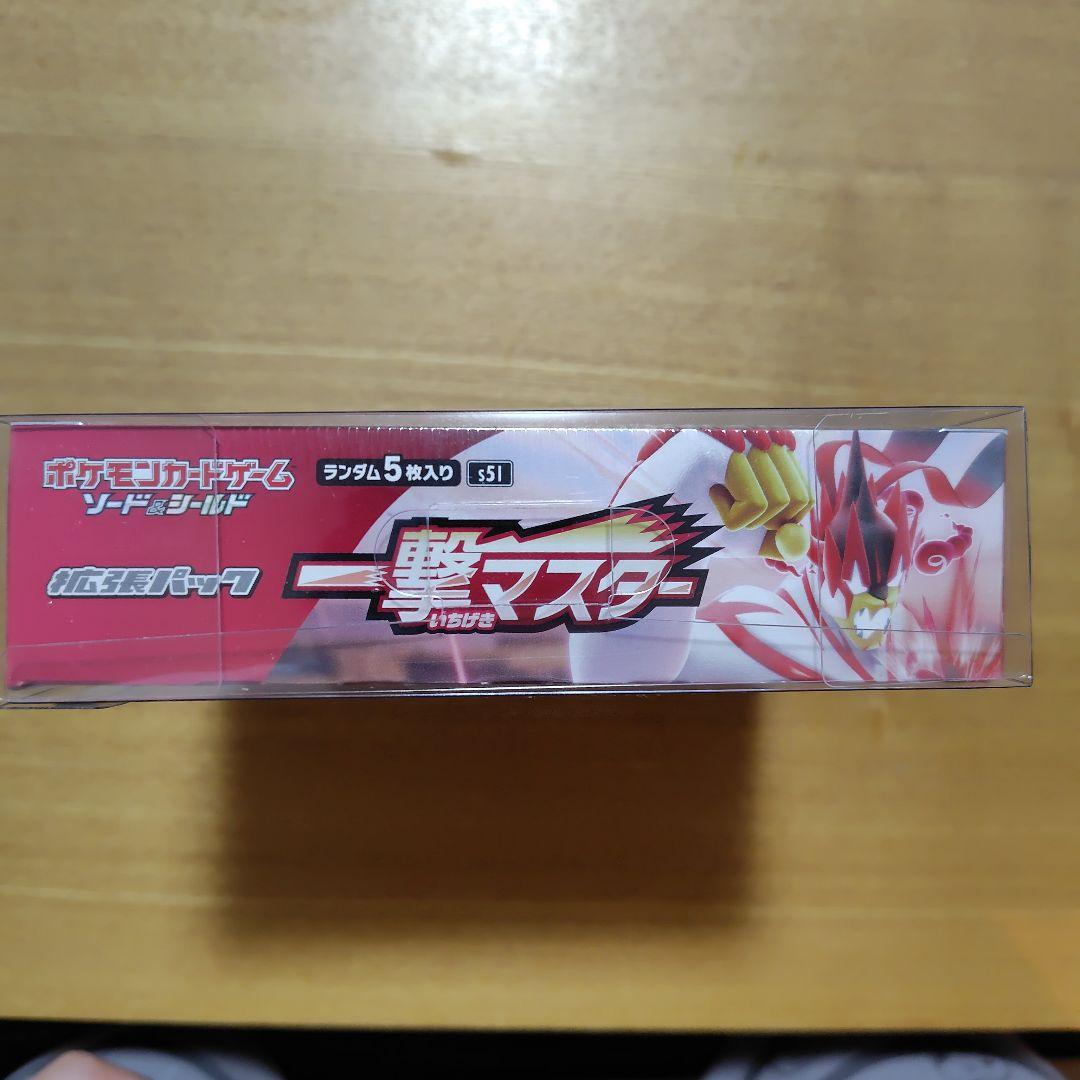 ポケモンカードゲーム
ソード&シールド
ランダム5枚入り s5I
拡張パック
一撃マスター
いちげき